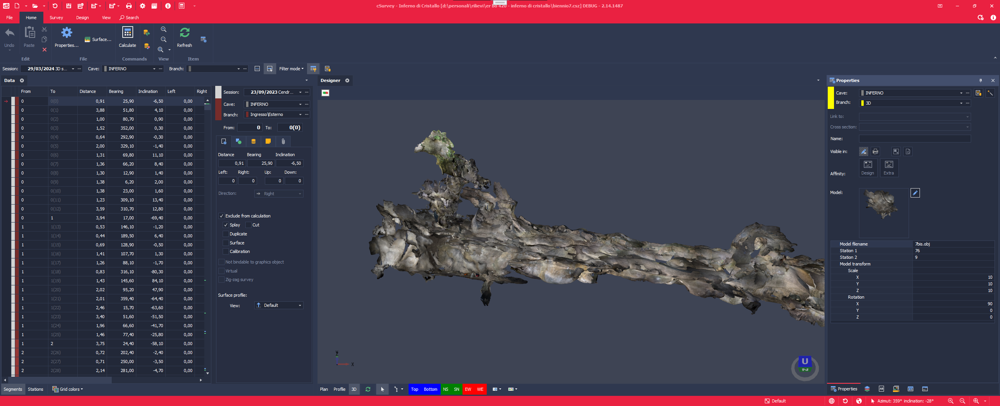 CS cSurvey - Inferno di Cristallo [d:\personali\rilievi\er bo 420 - inferno di cristallo\biennio7.csz] DEBUG - 2.14.1487
File Home Survey Design View Search
Undo Paste Properties... Surface... Calculate Refresh
Edit File Commands View Item
Session: 29/03/2024 3D s... Cave: INFERNO Branch: Filter mode
Data
From To Distance Bearing Inclination Left Right
0 0(0) 0,91 25,90 -6,50 0,00
0 0(1) 3,88 51,80 4,10 0,00
0 0(2) 1,00 80,70 0,90 0,00
0 0(3) 1,52 352,00 0,30 0,00
0 0(4) 0,64 292,90 -0,30 0,00
0 0(5) 2,00 329,10 -1,40 0,00
0 0(6) 1,31 69,80 11,10 0,00
0 0(7) 1,36 66,20 8,40 0,00
0 0(8) 1,30 12,90 1,40 0,00
0 0(9) 1,38 6,20 2,00 0,00
0 0(10) 1,38 23,00 1,60 0,00
0 0(11) 1,23 309,10 13,40 0,00
0 0(12) 3,59 310,70 12,80 0,00
0 1 3,94 17,00 -69,40 0,00
1 1(13) 0,53 146,10 -1,20 0,00
1 1(14) 0,44 189,50 6,40 0,00
1 1(15) 0,69 128,90 -0,50 0,00
1 1(16) 1,41 107,70 1,30 0,00
1 1(17) 1,26 88,10 -1,70 0,00
1 1(18) 0,83 316,10 -80,30 0,00
1 1(19) 1,43 145,60 84,10 0,00
1 1(20) 2,02 95,20 47,90 0,00
1 1(21) 2,01 359,40 -64,40 0,00
1 1(22) 2,46 15,70 -63,60 0,00
1 1(23) 3,40 51,60 -51,50 0,00
1 1(24) 1,96 66,60 -41,70 0,00
1 1(25) 1,46 77,40 -25,80 0,00
1 2 3,75 24,40 -58,10 0,00
2 2(26) 0,72 202,40 -2,40 0,00
2 2(27) 0,71 250,00 -3,50 0,00
2 2(28) 2,14 281,00 -4,70 0,00
Segments Stations Grid colors
Session: 23/09/2023 Cendr...
Cave: INFERNO
Branch: Ingresso\Esterno
From: 0 To: 0(0)
Distance Bearing Inclination
0,91 25,90 -6,50
Left: Right: Up: Down:
0 0 0 0
Direction: Right
Exclude from calculation
Splay Cut
Duplicate
Surface
Calibration
Not bindable to graphics object
Virtual
Zig-zag survey
Surface profile:
View: Default
Designer
X
U
N
Plan Profile 3D Top Bottom NS SN EW WE
Properties
Cave: INFERNO
Branch: 3D
Link to:
Cross section:
Name:
Visible in:
Affinity: Design Extra
Model:
Model filename 7bis.obj
Station 1 76
Station 2 9
Model transform
Scale
X 10
Y 10
Z 10
Rotation
X 90
Y 0
Z 0
Properties AB
Default Azimut: 359° inclination: -28°